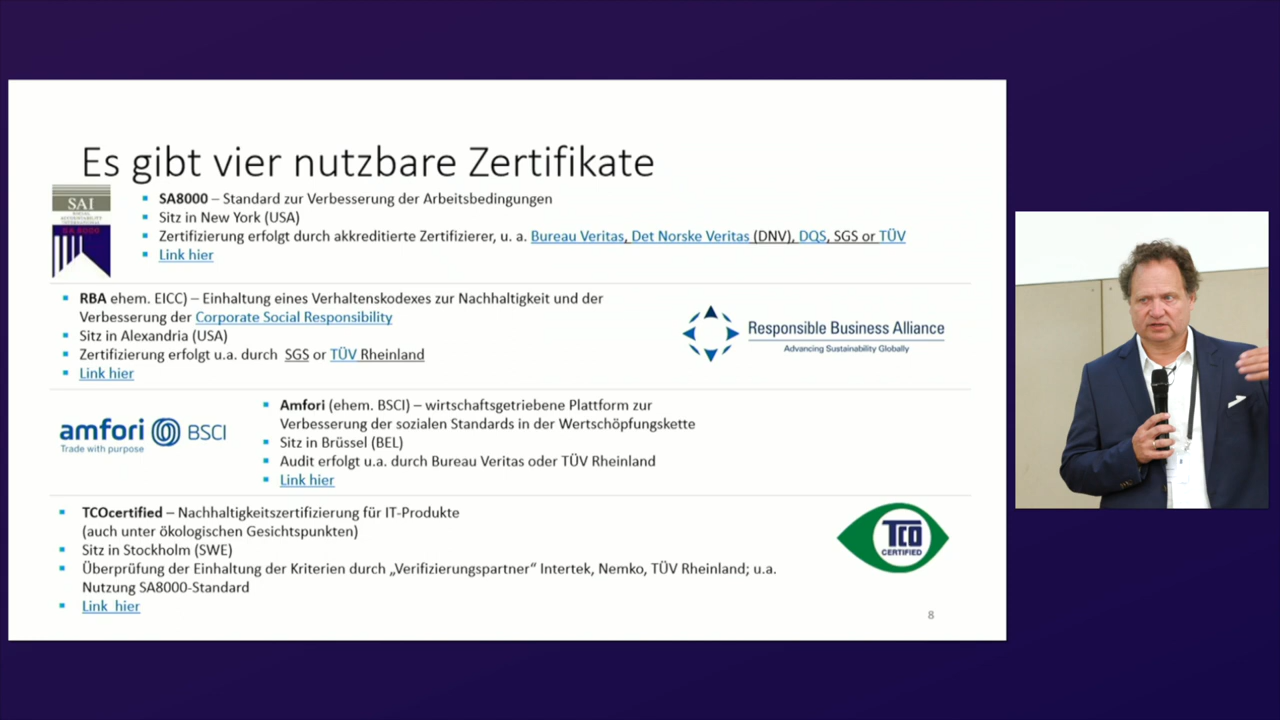 Es gibt vier nutzbare Zertifikate
SAI
SOCIAL
ACCOUNTABILITY
INTERNATIONAL
SA 8000
SA8000 – Standard zur Verbesserung der Arbeitsbedingungen
Sitz in New York (USA)
Zertifizierung erfolgt durch akkreditierte Zertifizierer, u. a. Bureau Veritas, Det Norske Veritas (DNV), DQS, SGS or TÜV
Link hier
RBA ehem. EICC) – Einhaltung eines Verhaltenskodexes zur Nachhaltigkeit und der
Verbesserung der Corporate Social Responsibility
Sitz in Alexandria (USA)
Zertifizierung erfolgt u.a. durch SGS or TÜV Rheinland
Link hier
Responsible Business Alliance
Advancing Sustainability Globally
amfori BSCI
Trade with purpose
Amfori (ehem. BSCI) – wirtschaftsgetriebene Plattform zur
Verbesserung der sozialen Standards in der Wertschöpfungskette
Sitz in Brüssel (BEL)
Audit erfolgt u.a. durch Bureau Veritas oder TÜV Rheinland
Link hier
TCOcertified – Nachhaltigkeitszertifizierung für IT-Produkte
(auch unter ökologischen Gesichtspunkten)
Sitz in Stockholm (SWE)
Überprüfung der Einhaltung der Kriterien durch „Verifizierungspartner“ Intertek, Nemko, TÜV Rheinland; u.a.
Nutzung SA8000-Standard
Link hier
TCO
CERTIFIED
8